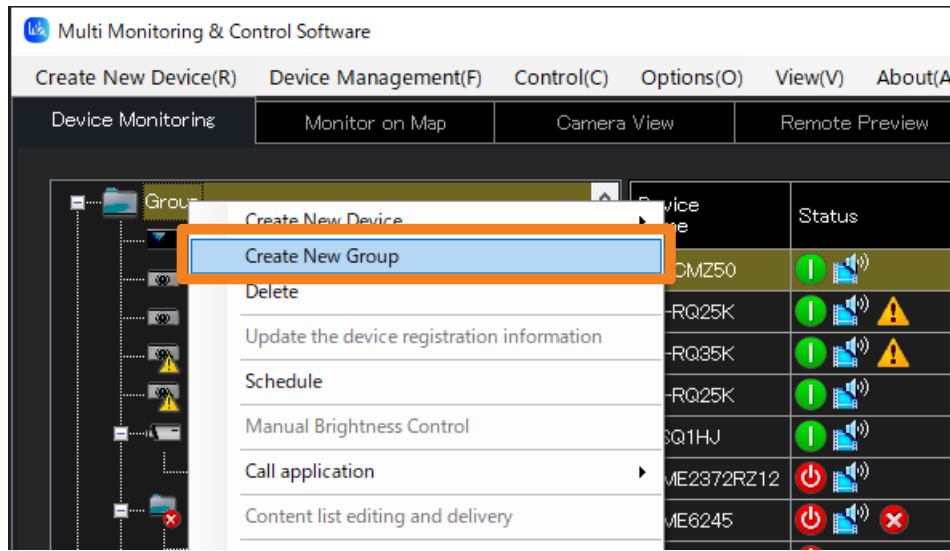 Multi Monitoring & Control Software
Create New Device(R) Device Management(F) Control(C) Options(O) View(V) About(A
Device Monitoring Monitor on Map Camera View Remote Preview
Group
Create New Device
Create New Group
Delete
Update the device registration information
Schedule
Manual Brightness Control
Call application
Content list editing and delivery
Status
CMZ50
-RQ25K
-RQ35K
-RQ25K
SQ1HJ
ME2372RZ12
ME6245